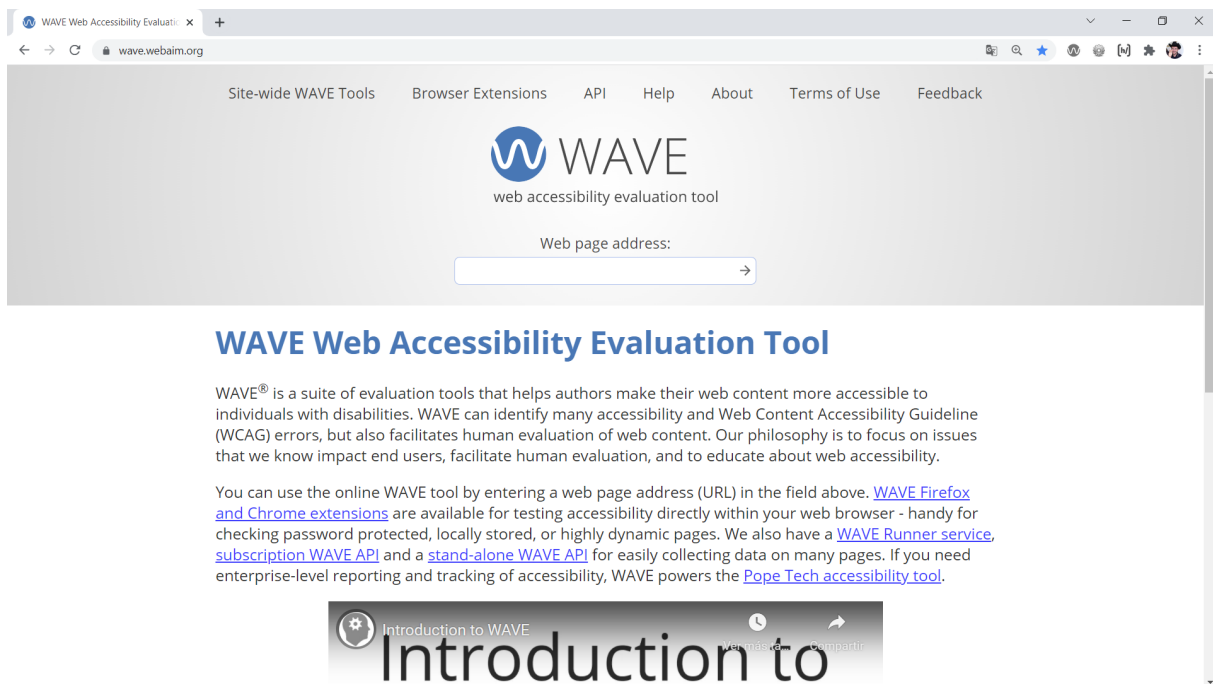 WAVE Web Accessibility Evaluatio
wave.webaim.org
Site-wide WAVE Tools Browser Extensions API Help About Terms of Use Feedback
WAVE
web accessibility evaluation tool
Web page address:
WAVE Web Accessibility Evaluation Tool
WAVE® is a suite of evaluation tools that helps authors make their web content more accessible to
individuals with disabilities. WAVE can identify many accessibility and Web Content Accessibility Guideline
(WCAG) errors, but also facilitates human evaluation of web content. Our philosophy is to focus on issues
that we know impact end users, facilitate human evaluation, and to educate about web accessibility.
You can use the online WAVE tool by entering a web page address (URL) in the field above. WAVE Firefox
and Chrome extensions are available for testing accessibility directly within your web browser - handy for
checking password protected, locally stored, or highly dynamic pages. We also have a WAVE Runner service,
subscription WAVE API and a stand-alone WAVE API for easily collecting data on many pages. If you need
enterprise-level reporting and tracking of accessibility, WAVE powers the Pope Tech accessibility tool.
Introduction to WAVE
Ver más ta... Compartir
Introduction to